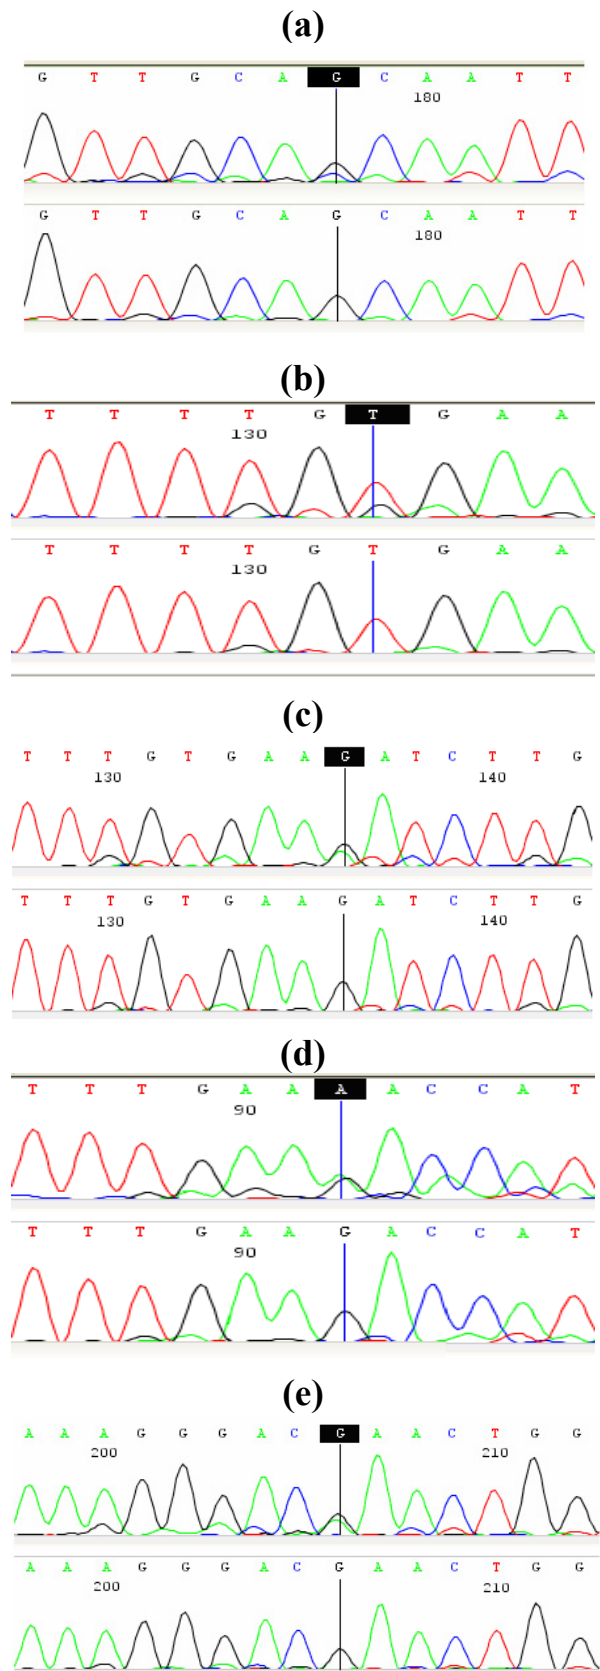 (a)
G T T G C A G C A A T T
180
G T T G C A G C A A T T
180
(b)
T T T T G T G A A
130
T T T T G T G A A
130
(c)
T T T G T G A A G A T C T T G
130 140
T T T G T G A A G A T C T T G
130 140
(d)
T T T G A A A A C C A T
90
T T T G A A G A C C A T
90
(e)
A A A G G G A C G A A C T G G
200 210
A A A G G G A C G A A C T G G
200 210